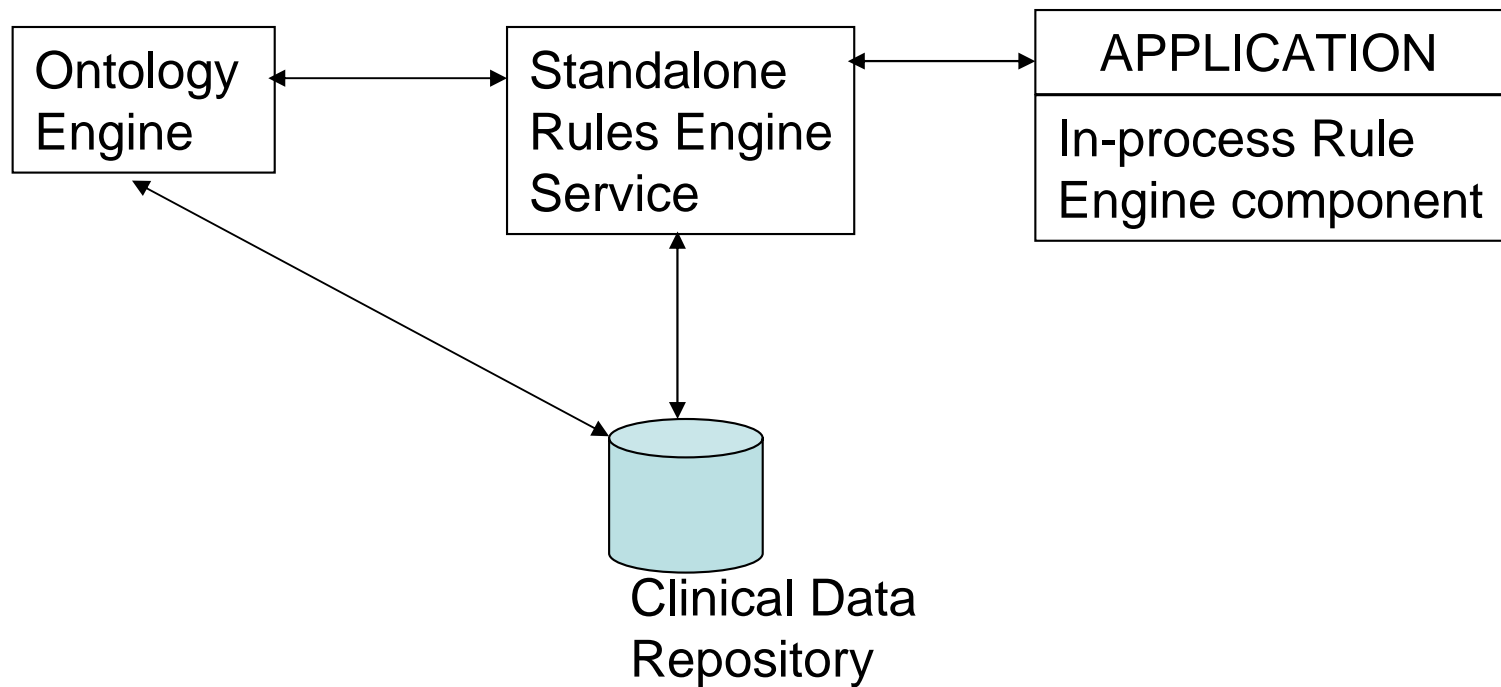 Ontology
Engine
Standalone
Rules Engine
Service
APPLICATION
In-process Rule
Engine component
Clinical Data
Repository